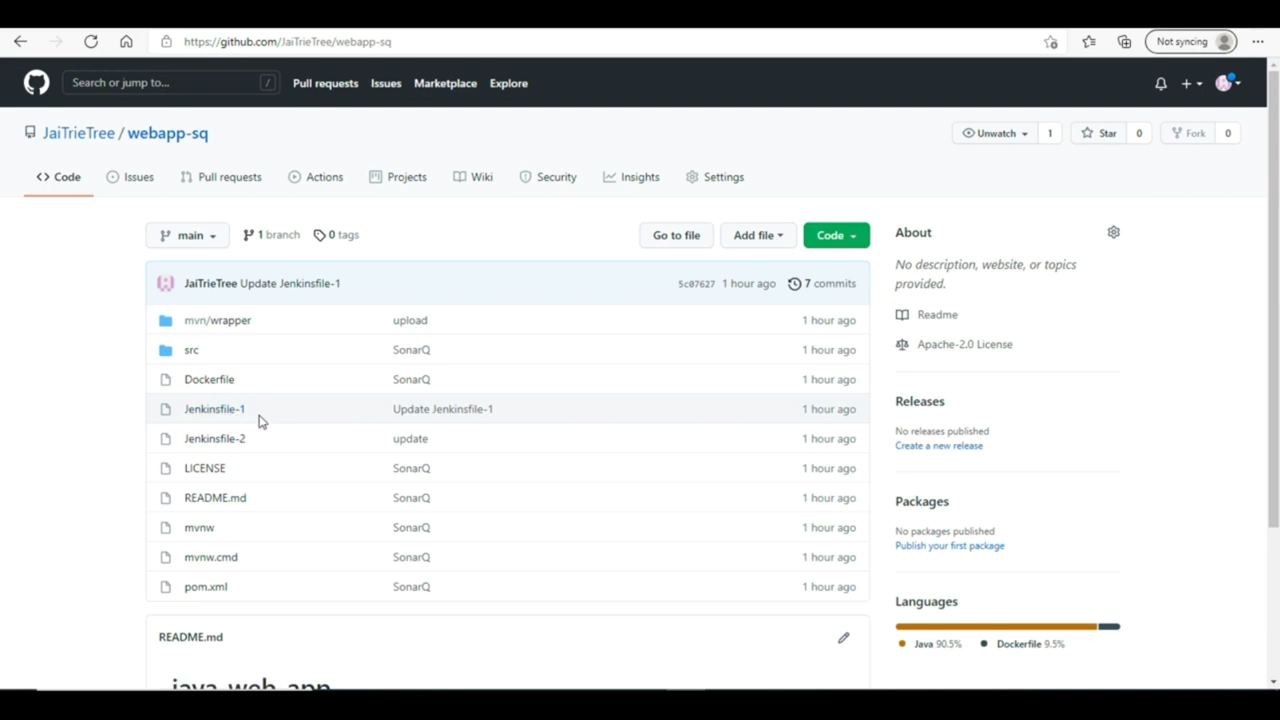 https://github.com/JaiTrieTree/webapp-sq
Not syncing
Search or jump to...
/
Pull requests
Issues
Marketplace
Explore
JaiTrieTree / webapp-sq
Unwatch
1
Star
0
Fork
0
Code
Issues
Pull requests
Actions
Projects
Wiki
Security
Insights
Settings
main
1 branch
0 tags
Go to file
Add file
Code
JaiTrieTree Update Jenkinsfile-1
5c07627 1 hour ago
7 commits
mvn/wrapper
upload
1 hour ago
src
SonarQ
1 hour ago
Dockerfile
SonarQ
1 hour ago
Jenkinsfile-1
Update Jenkinsfile-1
1 hour ago
Jenkinsfile-2
update
1 hour ago
LICENSE
SonarQ
1 hour ago
README.md
SonarQ
1 hour ago
mvnw
SonarQ
1 hour ago
mvnw.cmd
SonarQ
1 hour ago
pom.xml
SonarQ
1 hour ago
README.md
java-web-app
About
No description, website, or topics
provided.
Readme
Apache-2.0 License
Releases
No releases published
Create a new release
Packages
No packages published
Publish your first package
Languages
Java 90.5%
Dockerfile 9.5%